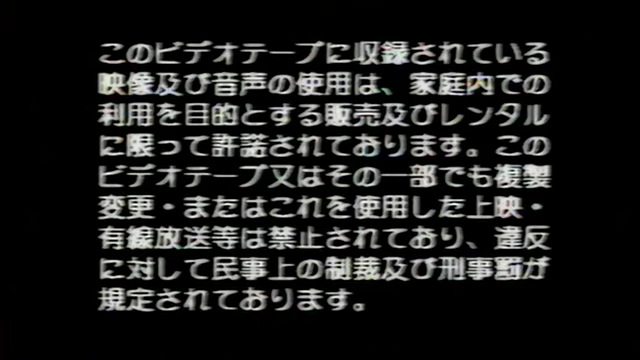 このビデオテープに収録されている
映像及び音声の使用は、家庭内での
利用を目的とする販売及びレンタル
に限って許諾されております。この
ビデオテープ又はその一部でも複製
変更・またはこれを使用した上映・
有線放送等は禁止されており、違反
に対して民事上の制裁及び刑事罰が
規定されております。